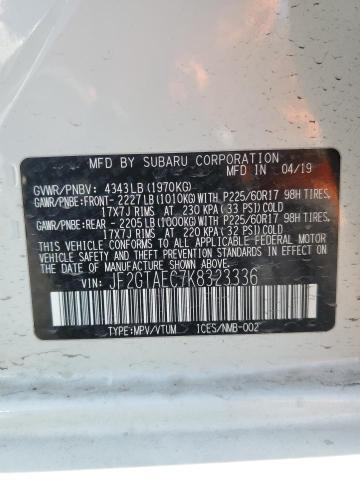 MFD BY SUBARU CORPORATION 04/19
GVWR/PNBV: 4343LB (1970KG)
GAWR/PNBE:FRONT- 2227LB (1010KG) WITH P225/60R17 98H TIRES,
17X7J RIMS AT 230 KPA (33 PSI) COLD
GAWR/PNBE:REAR - 2205LB (1000KG) WITH P225/60R17 98H TIRES,
17X7J RIMS AT 220 KPA (32 PSI) COLD
THIS VEHICLE CONFORMS TO ALL APPLICABLE FEDERAL MOTOR
VEHICLE SAFETY, BUMPER, AND THEFT PREVENTION STANDARDS
IN EFFECT ON THE DATE OF MANUFACTURE SHOWN ABOVE.
VIN: JF2GTAEC7K8323336
TYPE:MPV/VTUM ICES/NMB-002